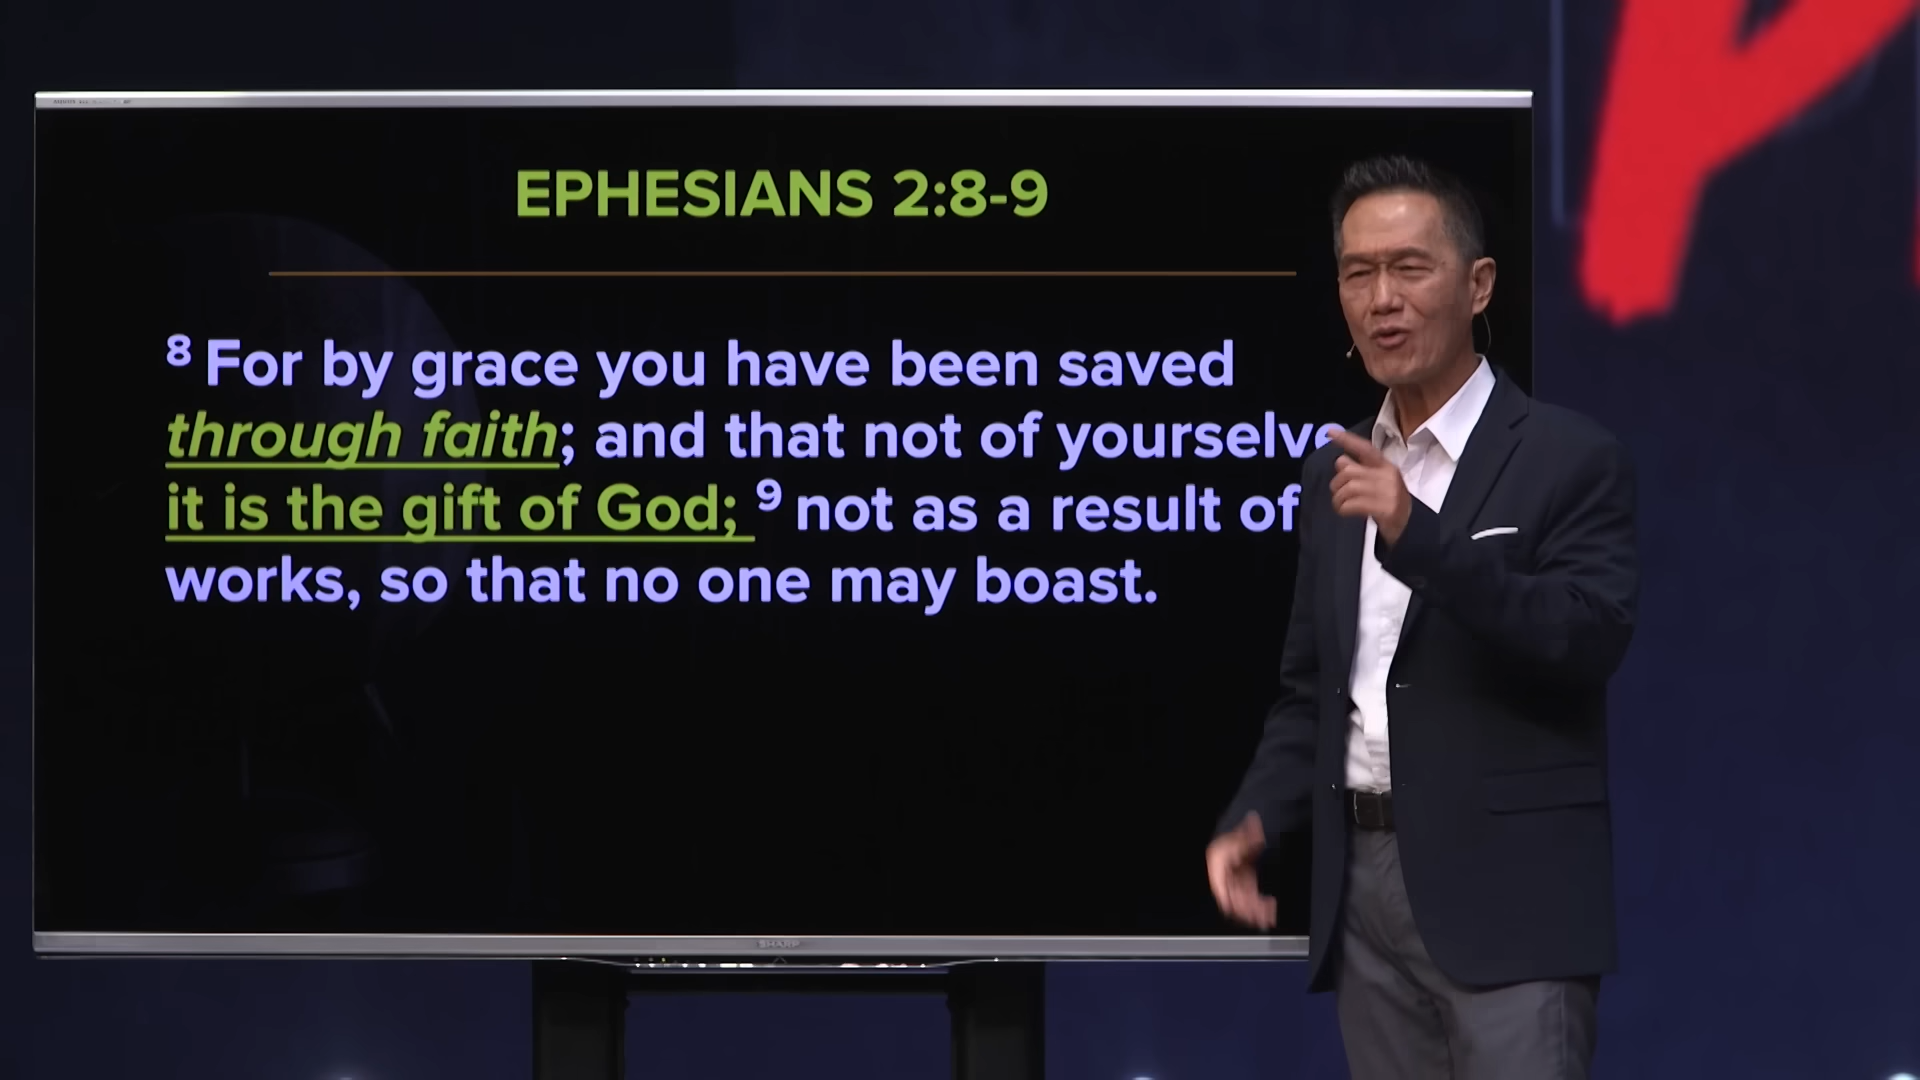 EPHESIANS 2:8-9
8 For by grace you have been saved
through faith; and that not of yourselve
it is the gift of God; 9 not as a result of
works, so that no one may boast.
SHARP